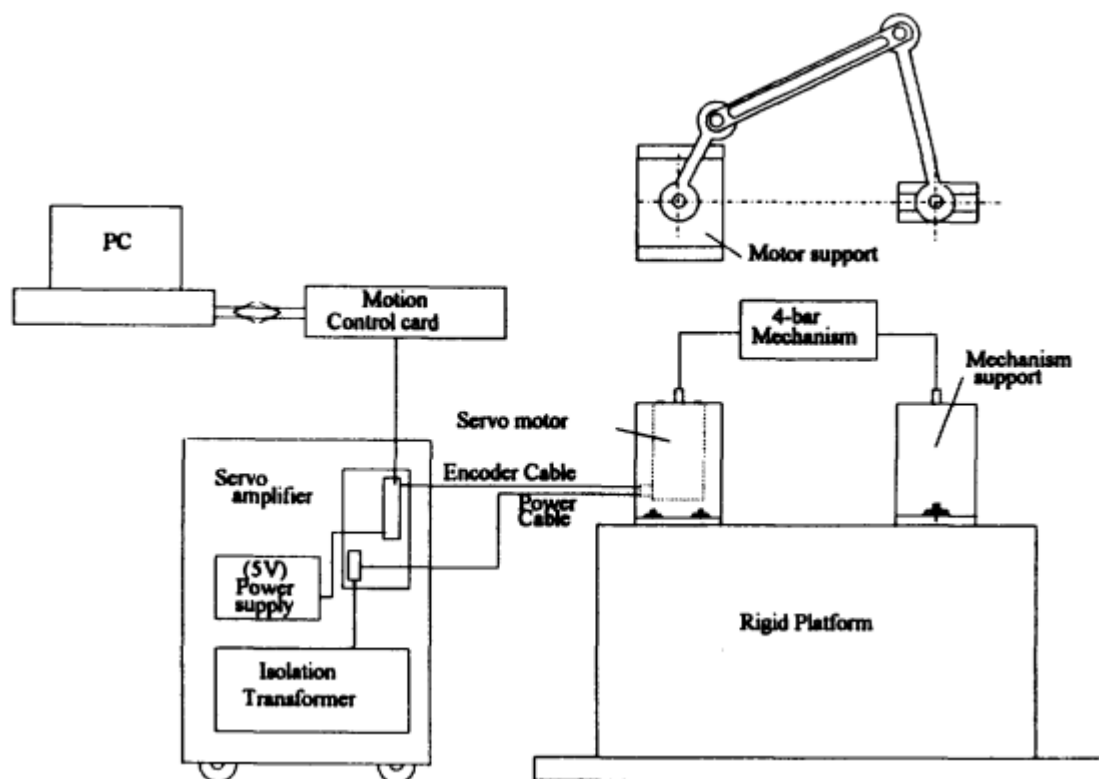 PC
Motion
Control card
Motor support
4-bar
Mechanism
Mechanism
support
Servo motor
Servo
amplifier
Encoder Cable
Power
Cable
(5V)
Power
supply
Isolation
Transformer
Rigid Platform